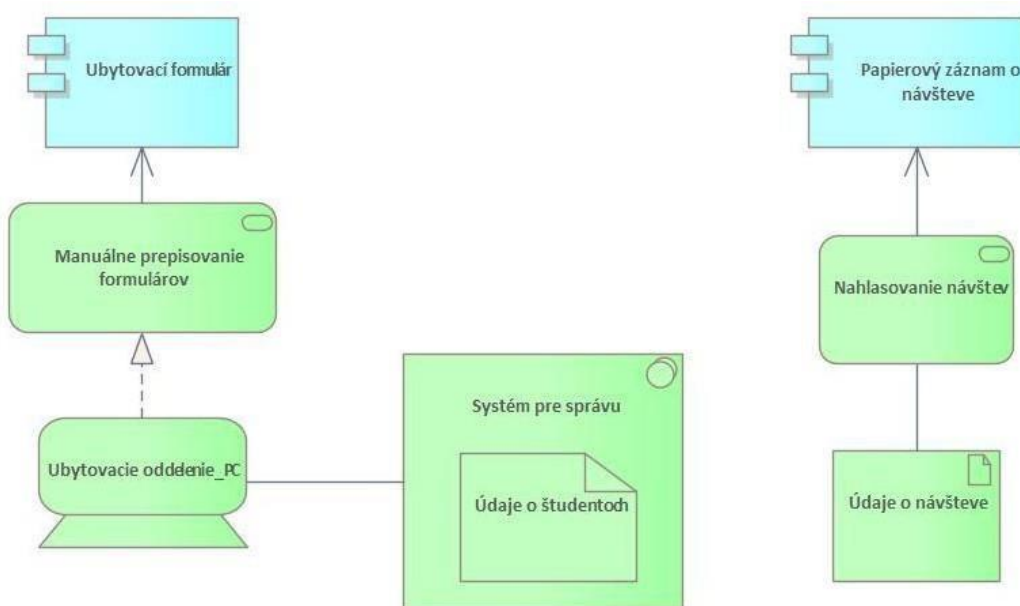 Ubytovací formulár
Papierový záznam o
návšteve
Manuálne prepisovanie
formulárov
Nahlasovanie návštev
Systém pre správu
Ubytovacie oddelenie_PC
Údaje o študentoch
Údaje o návšteve